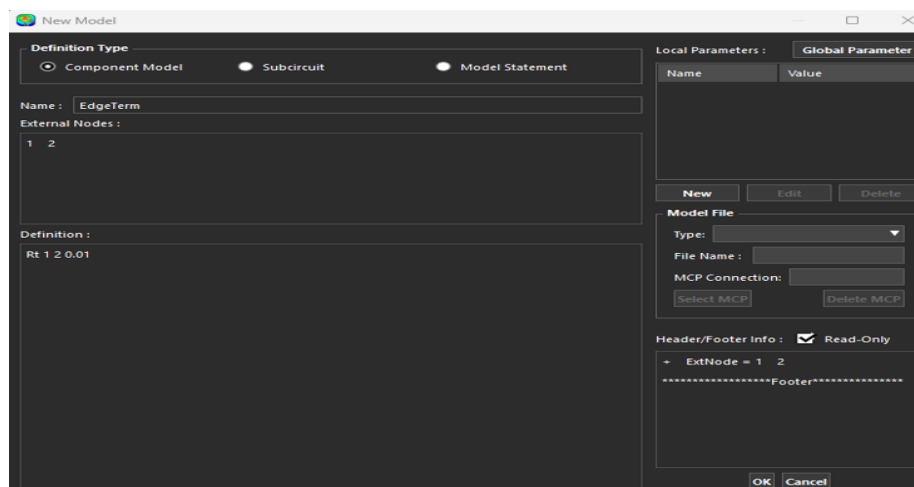 New Model
Definition Type
Component Model Subcircuit Model Statement
Name : EdgeTerm
External Nodes :
1 2
Definition :
Rt 1 2 0.01
Local Parameters : Global Parameter
Name Value
New Edit Delete
Model File
Type:
File Name :
MCP Connection:
Select MCP Delete MCP
Header/Footer Info : Read-Only
+ ExtNode = 1 2
******************Footer***************
OK Cancel